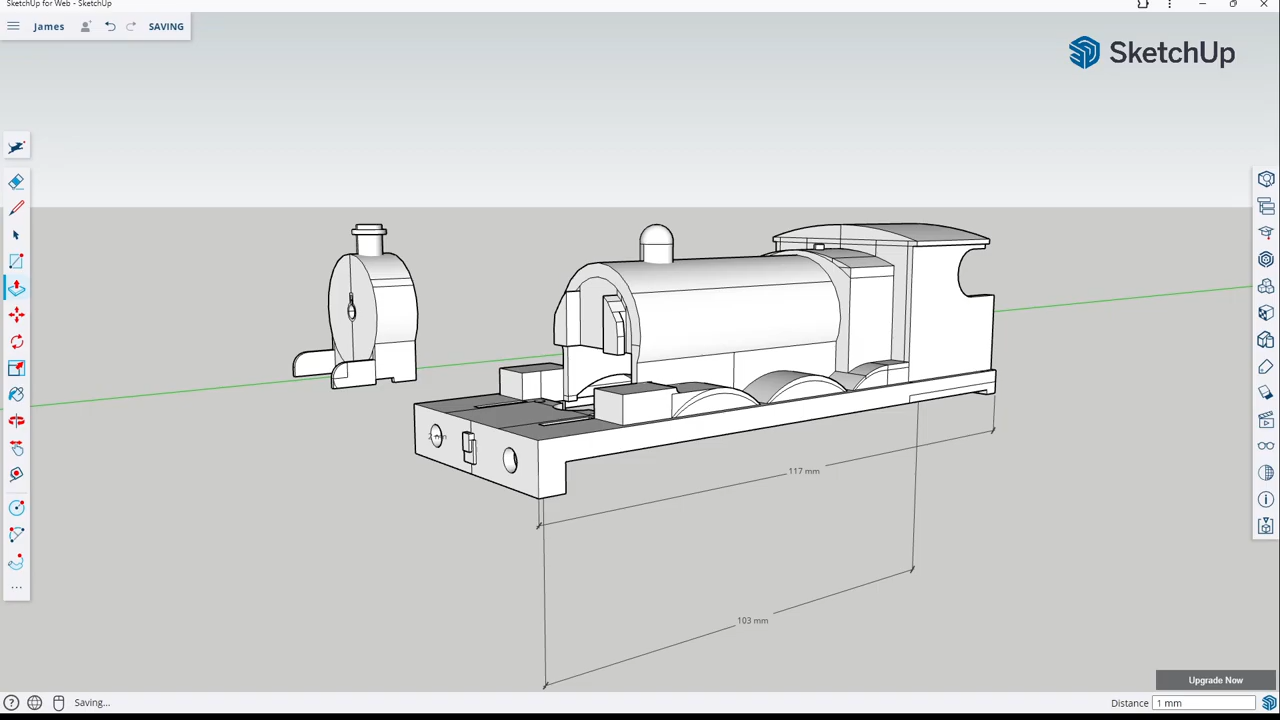 SketchUp for Web - SketchUp
James
SAVING
SketchUp
117 mm
103 mm
Upgrade Now
Saving...
Distance
1 mm